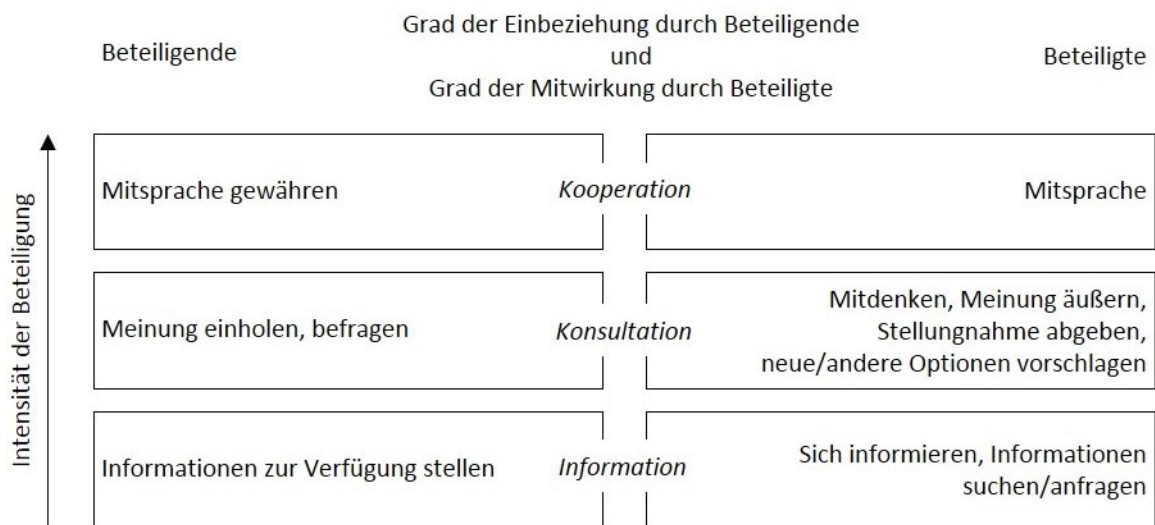 Beteiligende
Grad der Einbeziehung durch Beteiligende
und
Grad der Mitwirkung durch Beteiligte
Beteiligte
Intensität der Beteiligung
Mitsprache gewähren
Kooperation
Mitsprache
Meinung einholen, befragen
Konsultation
Mitdenken, Meinung äußern,
Stellungnahme abgeben,
neue/andere Optionen vorschlagen
Informationen zur Verfügung stellen
Information
Sich informieren, Informationen
suchen/anfragen